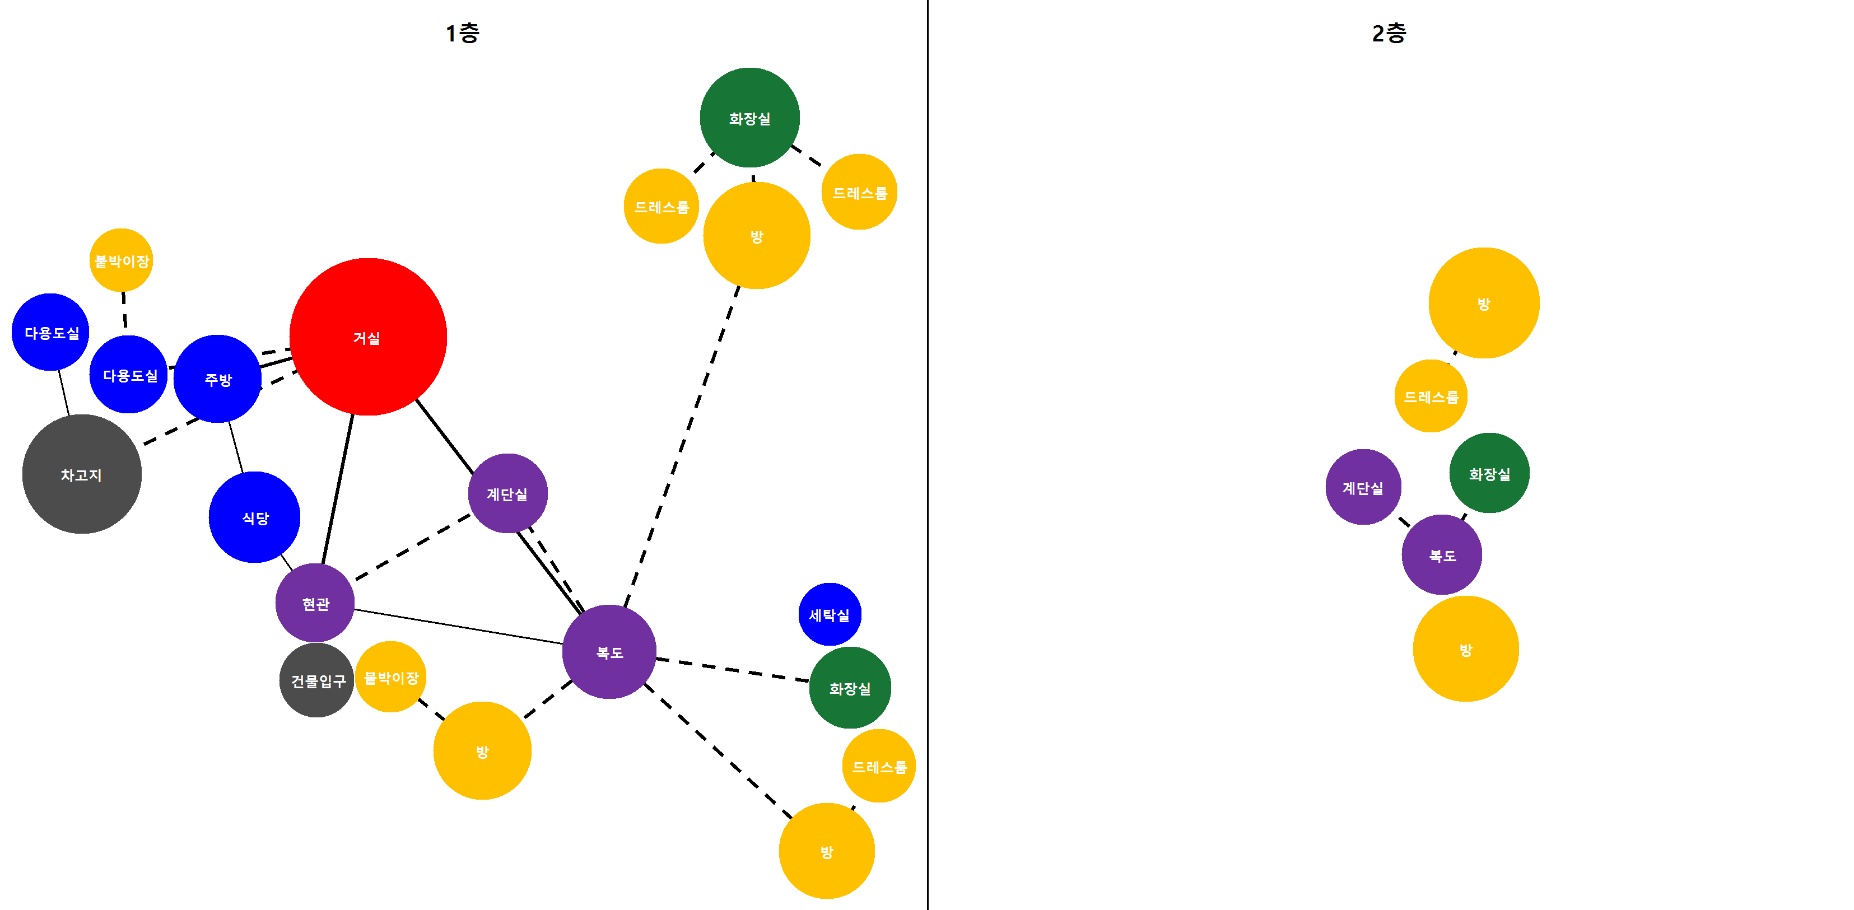 1층
화장실
드레스룸
드레스룸
방
붙박이장
다용도실
다용도실
주방
거실
차고지
식당
계단실
현관
복도
건물입구
붙박이장
방
세탁실
화장실
드레스룸
방
2층
방
드레스룸
계단실
화장실
복도
방